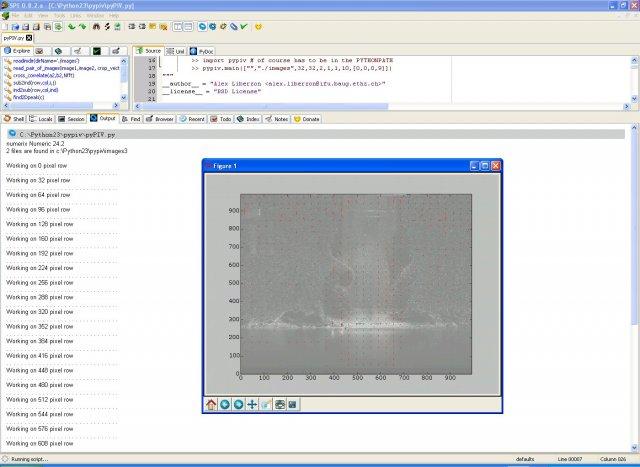 SPE 0.8.2.a - [C:\Python23\pypiv\PyPIV.py]
File Edit View Tools Links Window Help
pyPIV.py
Explore
Source Uml PyDoc
readimdir(dirName='./images')
read_pair_of_images(image1,image2, crop_vect
cross_correlate(a2,b2,Nfft)
sub2ind(row,col,i,j)
ind2sub(row,col,ind)
find2Dpeak(c)
16 >> import pypiv # of course has to be in the PYTHONPATH
17 >> pypiv.main(["","./images",32,32,2,1,1,10,[0,0,0,9]])
18 """
19 __author__ = "Alex Liberzon <alex.liberzon@ifu.baug.ethz.ch>"
20 __license__ = "BSD License"
21
Shell Locals Session Output Find Browser Recent Todo Index Notes Donate
C:\Python23\pypiv\pyPIV.py
numerix Numeric 24.2
2 files are found in c:\Python23\pypiv\images3
Working on 0 pixel row
Working on 32 pixel row
Working on 64 pixel row
Working on 96 pixel row
Working on 128 pixel row
Working on 160 pixel row
Working on 192 pixel row
Working on 224 pixel row
Working on 256 pixel row
Working on 288 pixel row
Working on 320 pixel row
Working on 352 pixel row
Working on 384 pixel row
Working on 416 pixel row
Working on 448 pixel row
Working on 480 pixel row
Working on 512 pixel row
Working on 544 pixel row
Working on 576 pixel row
Working on 608 pixel row
Figure 1
900
800
700
600
500
400
300
200
100
0
0 100 200 300 400 500 600 700 800 900
Running script... defaults Line 00007 Column 026